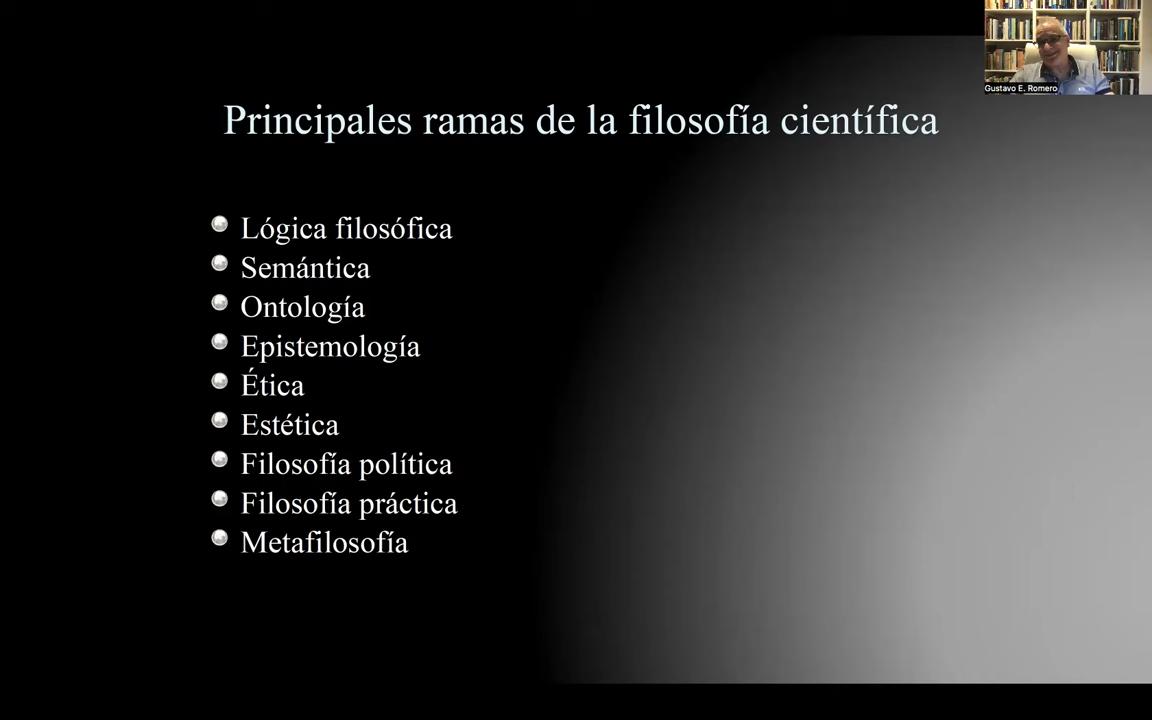 Gustavo E. Romero
Principales ramas de la filosofía científica
Lógica filosófica
Semántica
Ontología
Epistemología
Ética
Estética
Filosofía política
Filosofía práctica
Metafilosofía